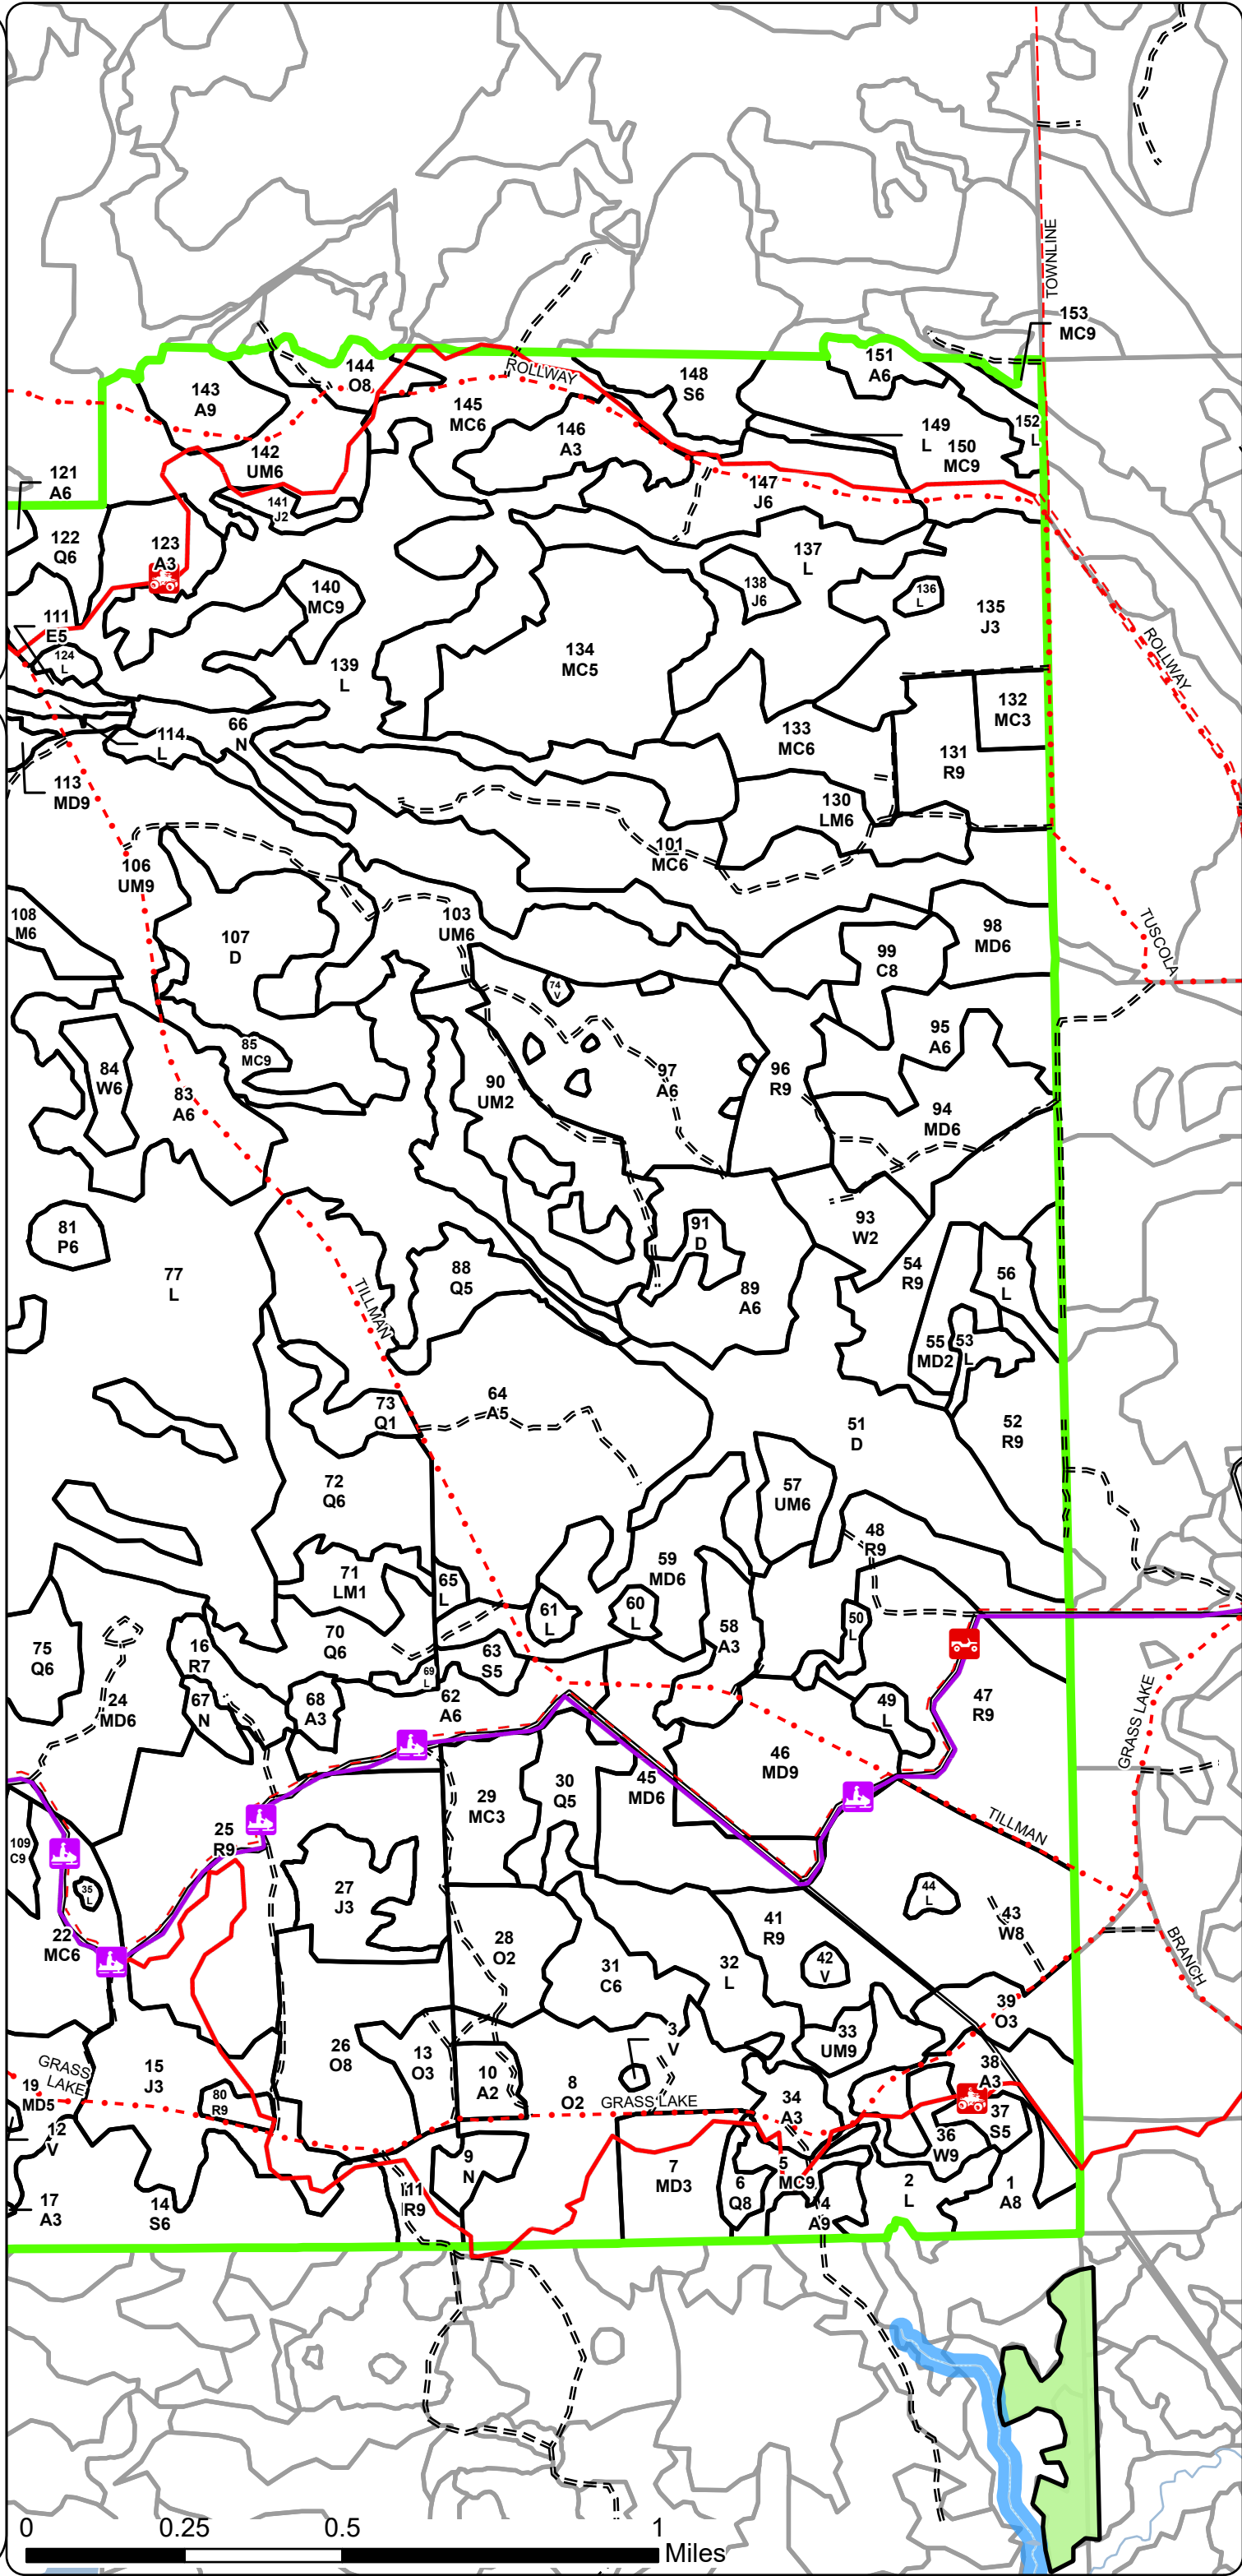 TOWNLINE
153
MC9
151
A6
144
O8
ROLLWAY
148
S6
143
A9
145
MC6
146
A3
149
L
152
L
150
MC9
142
UM6
121
A6
147
J6
141
J2
122
Q6
123
A3
137
L
138
J6
136
L
140
MC9
135
J3
111
E5
124
L
134
MC5
139
L
ROLLWAY
132
MC3
66
N
114
L
133
MC6
131
R9
113
MD9
130
LM6
101
MC6
106
UM9
108
M6
103
UM6
107
D
98
MD6
99
C8
TUSCOLA
74
V
95
A6
85
MC9
84
W6
97
A6
96
R9
90
UM2
83
A6
94
MD6
81
P6
91
D
93
W2
88
Q5
54
R9
56
L
77
L
89
A6
TILLMAN
55
MD2
53
L
64
A5
73
Q1
51
D
52
R9
72
Q6
57
UM6
48
R9
59
MD6
71
LM1
65
L
61
L
60
L
58
A3
50
L
75
Q6
16
R7
70
Q6
63
S5
69
L
62
A6
67
N
68
A3
24
MD6
49
L
47
R9
GRASS LAKE
46
MD9
45
MD6
30
Q5
29
MC3
TILLMAN
25
R9
109
C9
35
L
27
J3
44
L
43
W8
41
R9
22
MC6
28
O2
42
V
BRANCH
31
C6
32
L
39
O3
33
UM9
3
V
26
O8
13
O3
38
A3
GRASS
LAKE
15
J3
10
A2
8
O2
GRASS LAKE
19
MD5
80
R9
34
A3
37
S5
12
V
36
W9
9
N
7
MD3
5
MC9
6
Q8
2
L
1
A8
11
R9
17
A3
14
S6
4
A9
0 0.25 0.5 1
Miles